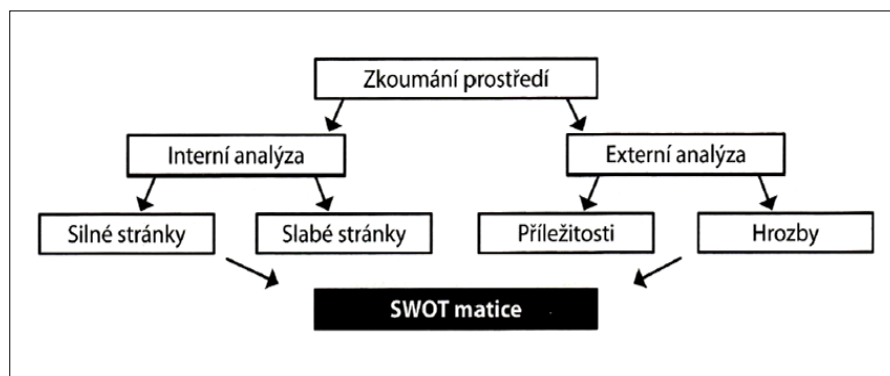 Zkoumání prostředí
Interní analýza
Externí analýza
Silné stránky
Slabé stránky
Příležitosti
Hrozby
SWOT matice